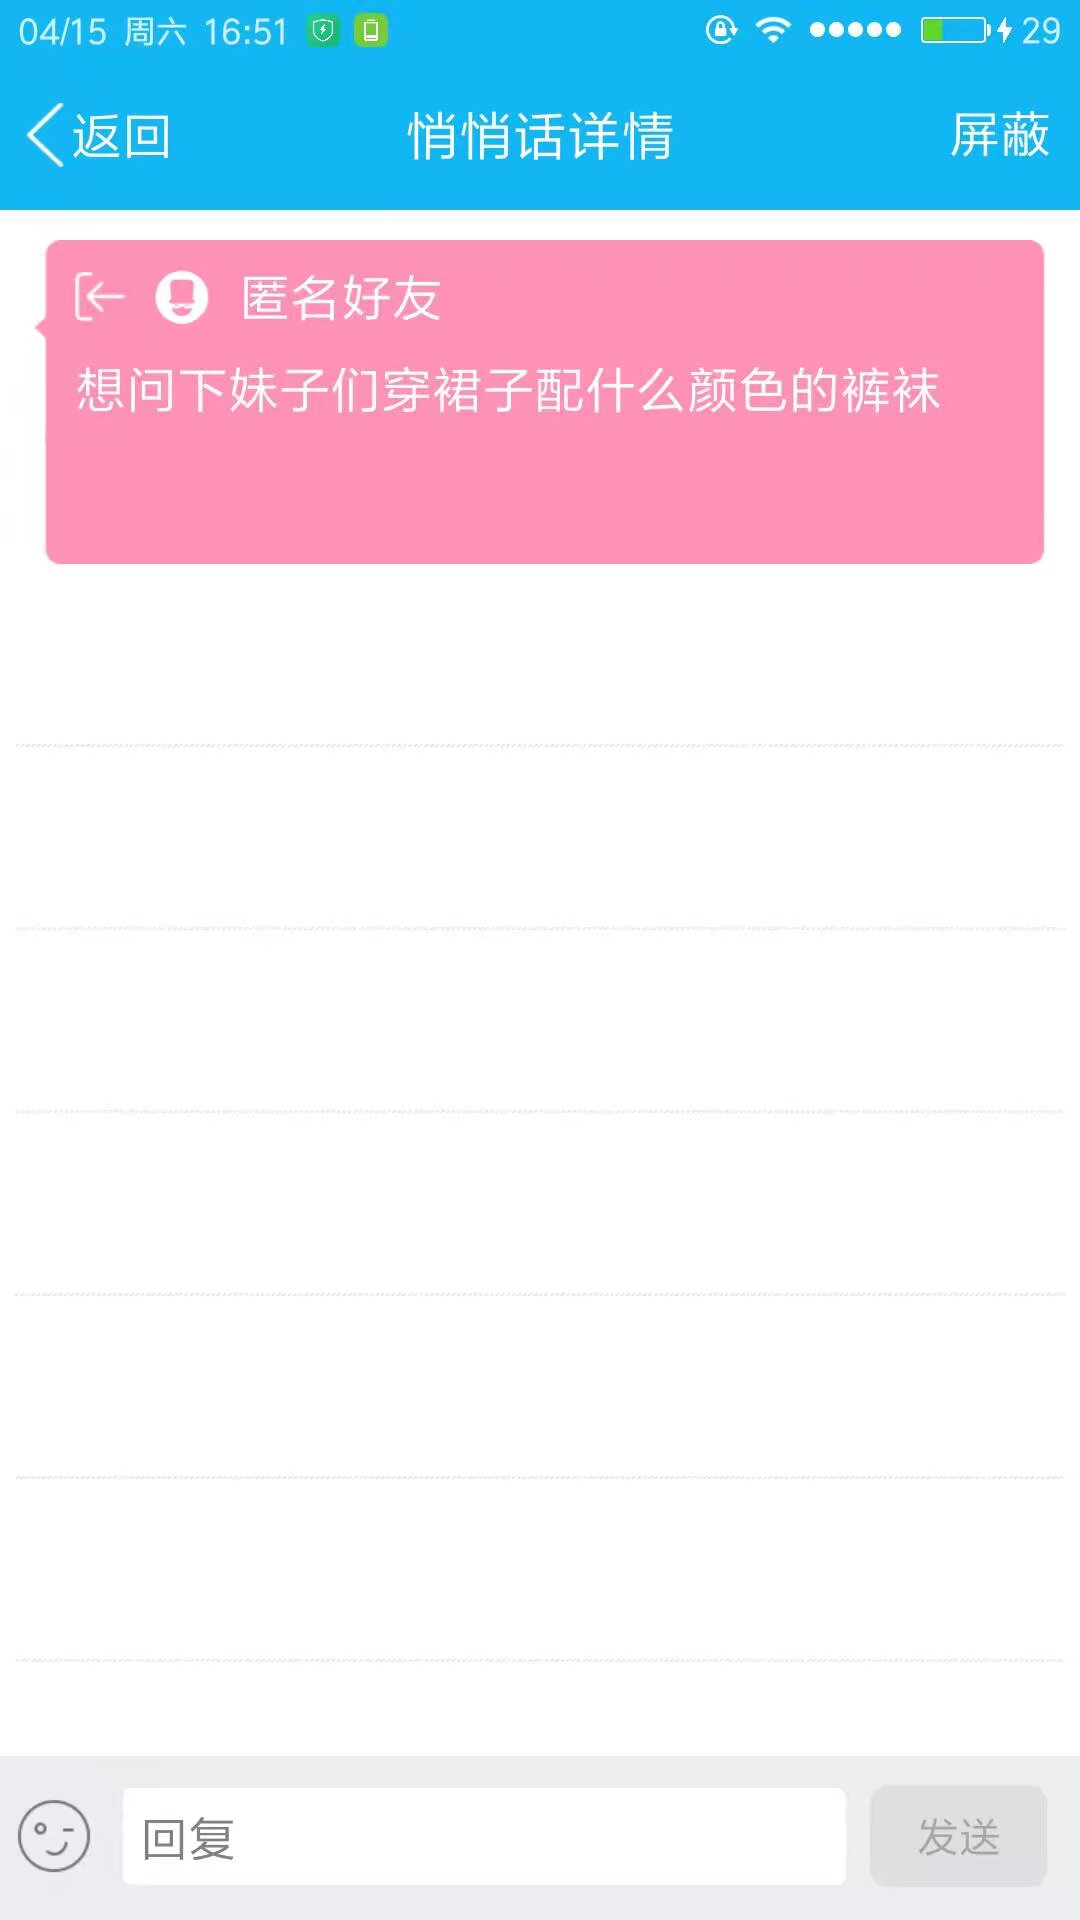 04/15 周六 16:51 29
返回 悄悄话详情 屏蔽
匿名好友
想问下妹子们穿裙子配什么颜色的裤袜
回复 发送